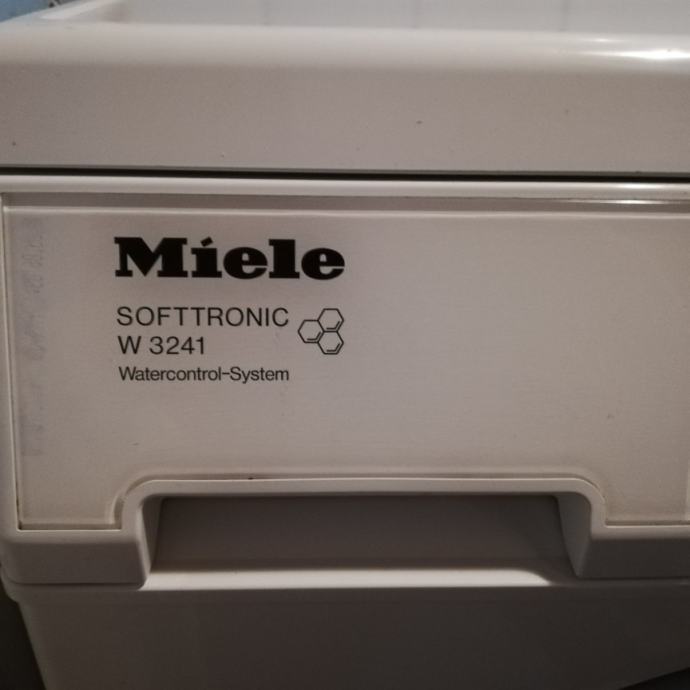 Miele
SOFTTRONIC
W 3241
Watercontrol-System